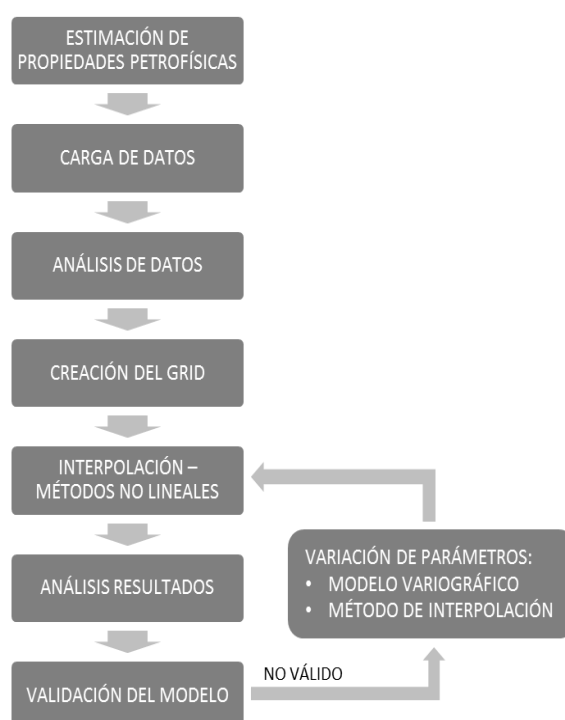 ESTIMACIÓN DE
PROPIEDADES PETROFÍSICAS
CARGA DE DATOS
ANÁLISIS DE DATOS
CREACIÓN DEL GRID
INTERPOLACIÓN –
MÉTODOS NO LINEALES
ANÁLISIS RESULTADOS
VALIDACIÓN DEL MODELO
NO VÁLIDO
VARIACIÓN DE PARÁMETROS:
• MODELO VARIOGRÁFICO
• MÉTODO DE INTERPOLACIÓN